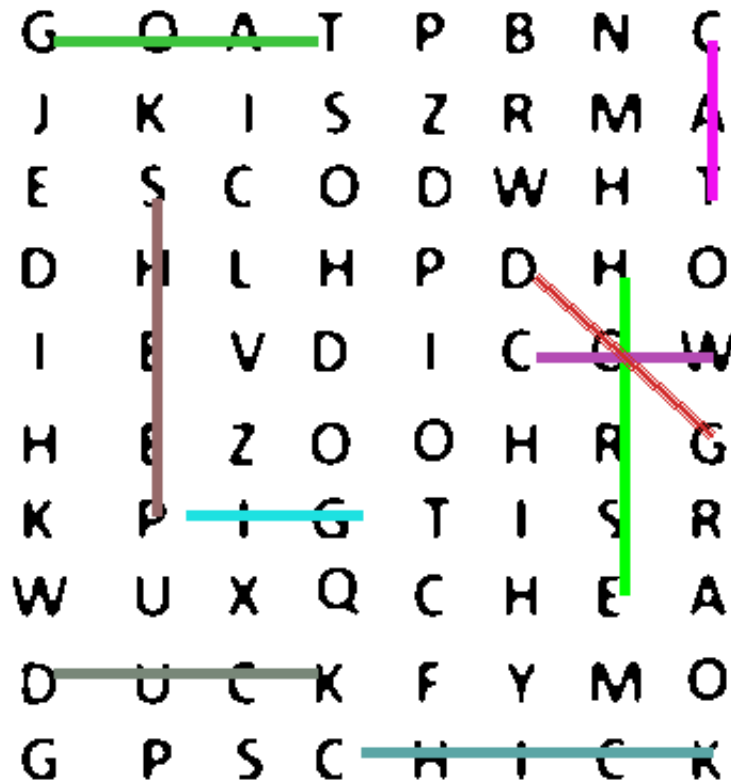 G O A T P B N C
J K I S Z R M A
E S C O D W H T
D H L H P D H O
I E V D I C O W
H E Z O O H R G
K P I G T I S R
W U X Q C H E A
D U C K F Y M O
G P S C H I C K